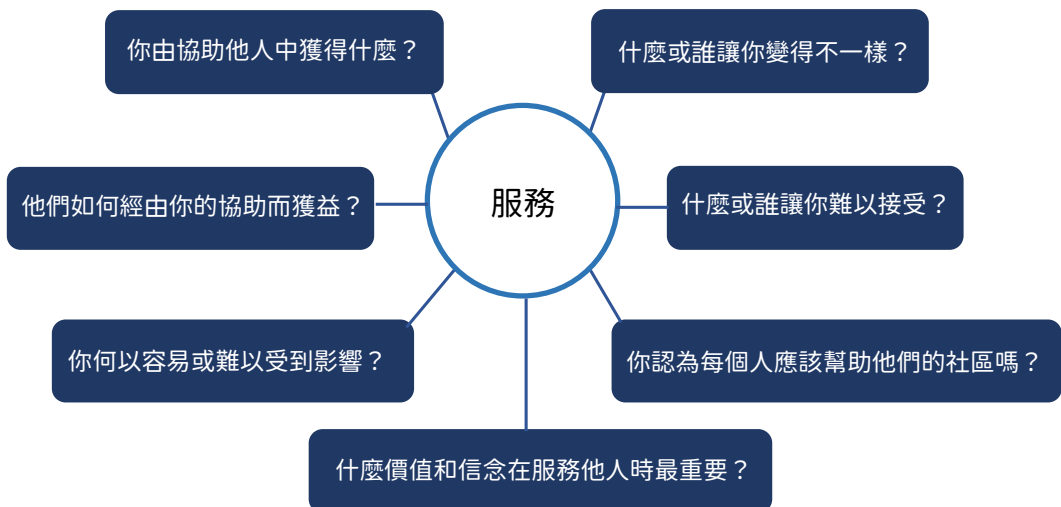 你由協助他人中獲得什麼？
什麼或誰讓你變得不一樣？
服務
他們如何經由你的協助而獲益？
什麼或誰讓你難以接受？
你何以容易或難以受到影響？
你認為每個人應該幫助他們的社區嗎？
什麼價值和信念在服務他人時最重要？